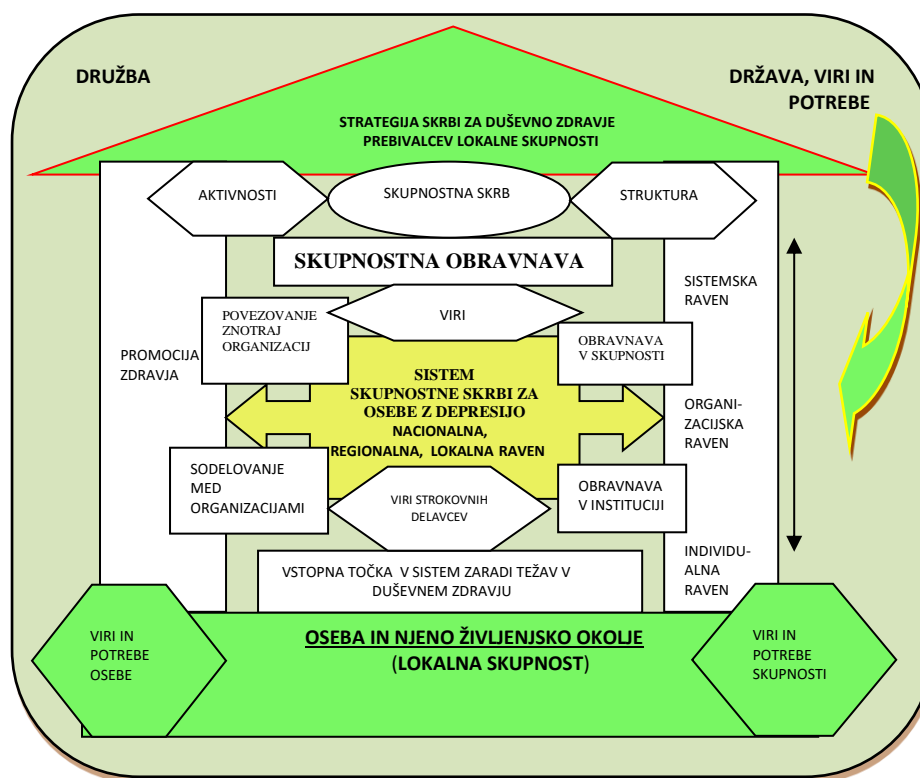 DRUŽBA
DRŽAVA, VIRI IN
POTREBE
STRATEGIJA SKRBI ZA DUŠEVNO ZDRAVJE
PREBIVALCEV LOKALNE SKUPNOSTI
AKTIVNOSTI
SKUPNOSTNA SKRB
STRUKTURA
SKUPNOSTNA OBRAVNAVA
SISTEMSKA
RAVEN
POVEZOVANJE
ZNOTRAJ
ORGANIZACIJ
VIRI
OBRAVNAVA
V SKUPNOSTI
PROMOCIJA
ZDRAVJA
SISTEM
SKUPNOSTNE SKRBI ZA
OSEBE Z DEPRESIJO
NACIONALNA,
REGIONALNA, LOKALNA RAVEN
ORGANI-
ZACIJSKA
RAVEN
SODELOVANJE
MED
ORGANIZACIJAMI
VIRI STROKOVNIH
DELAVCEV
OBRAVNAVA
V INSTITUCIJI
INDIVIDU-
ALNA
RAVEN
VSTOPNA TOČKA V SISTEM ZARADI TEŽAV V
DUŠEVNEM ZDRAVJU
VIRI IN
POTREBE
OSEBE
OSEBA IN NJENO ŽIVLJENJSKO OKOLJE
(LOKALNA SKUPNOST)
VIRI IN
POTREBE
SKUPNOSTI